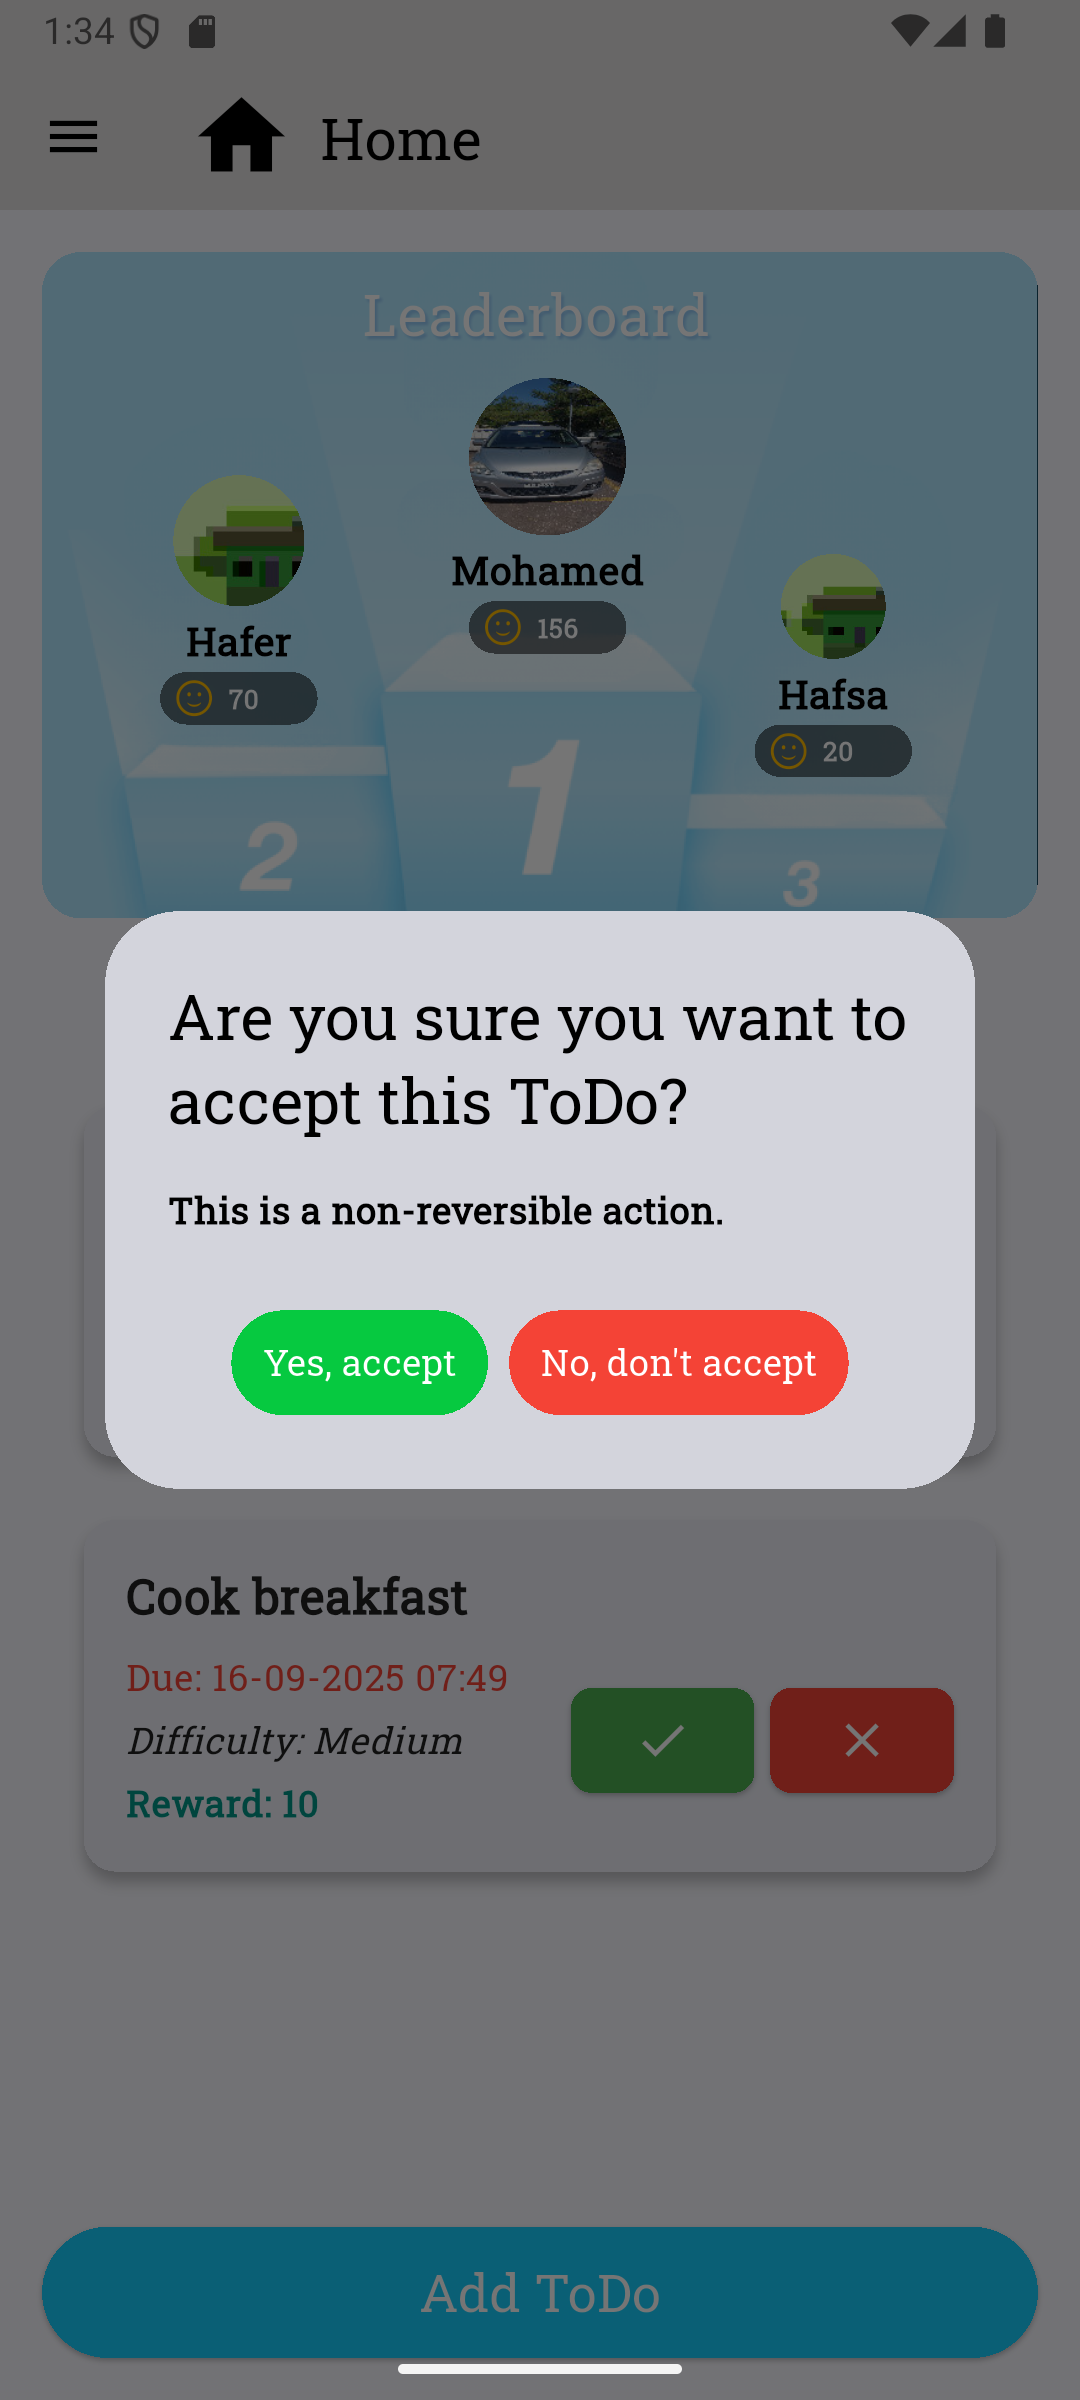 1:34
Home
Leaderboard
Mohamed
156
Hafer
70
Hafsa
20
1
2
3
Are you sure you want to
accept this ToDo?
This is a non-reversible action.
Yes, accept
No, don't accept
Cook breakfast
Due: 16-09-2025 07:49
Difficulty: Medium
Reward: 10
Add ToDo